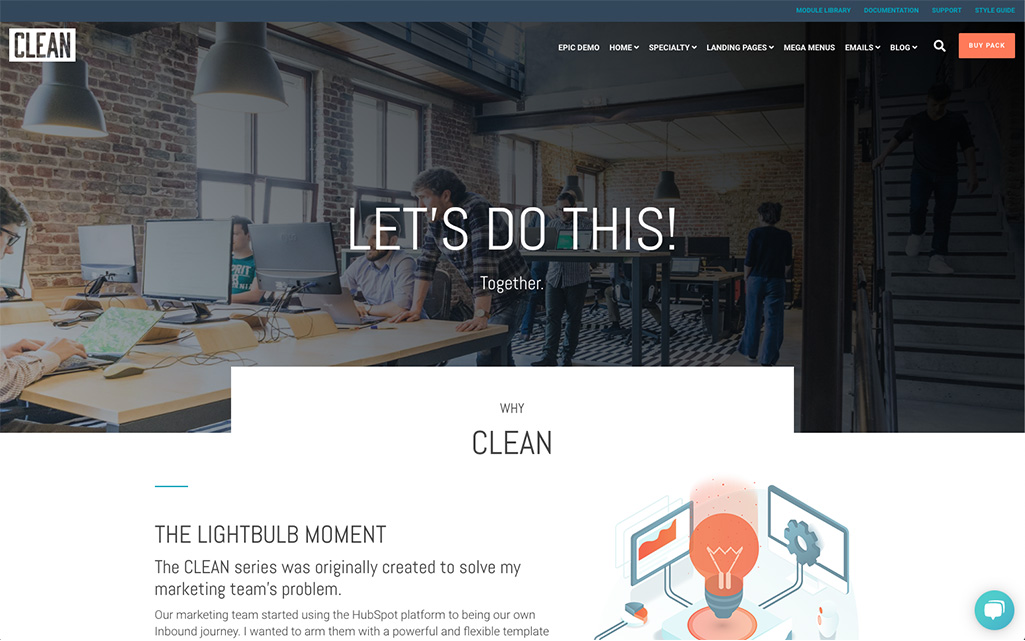 MODULE LIBRARY DOCUMENTATION SUPPORT STYLE GUIDE
CLEAN
EPIC DEMO HOME SPECIALTY LANDING PAGES MEGA MENUS EMAILS BLOG BUY PACK
LET'S DO THIS!
Together.
WHY
CLEAN
THE LIGHTBULB MOMENT
The CLEAN series was originally created to solve my
marketing team's problem.
Our marketing team started using the HubSpot platform to being our own
Inbound journey. I wanted to arm them with a powerful and flexible template